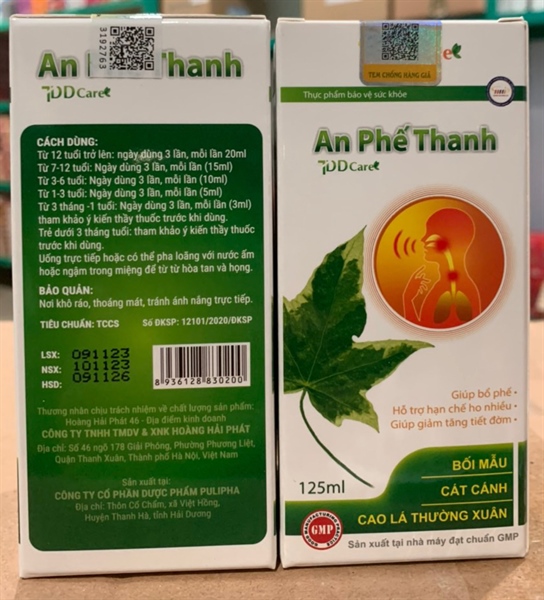 3192763
An Thanh
TDD Care
CÁCH DÙNG:
Từ 12 tuổi trở lên: ngày dùng 3 lần, mỗi lần 20ml
Từ 7-12 tuổi: Ngày dùng 3 lần, mỗi lần (15ml)
Từ 3-6 tuổi: Ngày dùng 3 lần, mỗi lần (10ml)
Từ 1-3 tuổi: Ngày dùng 3 lần, mỗi lần (5ml)
Từ 3 tháng -1 tuổi: Ngày dùng 3 lần, mỗi lần (3ml)
tham khảo ý kiến thầy thuốc trước khi dùng.
Trẻ dưới 3 tháng tuổi: tham khảo ý kiến thầy thuốc
trước khi dùng.
Uống trực tiếp hoặc có thể pha loãng với nước ấm
hoặc ngậm trong miệng để từ từ hòa tan và họng.
BẢO QUẢN:
Nơi khô ráo, thoáng mát, tránh ánh nắng trực tiếp.
TIÊU CHUẨN: TCCS Số ĐKSP: 12101/2020/ĐKSP
LSX: 091123
NSX: 101123
HSD: 091126
8 936128 830200
Thương nhân chịu trách nhiệm về chất lượng sản phẩm:
Hoàng Hải Phát 46 - Địa điểm kinh doanh
CÔNG TY TNHH TMDV & XNK HOÀNG HẢI PHÁT
Địa chỉ: Số 46 ngõ 178 Giải Phóng, Phường Phương Liệt,
Quận Thanh Xuân, Thành phố Hà Nội, Việt Nam
Sản xuất tại:
CÔNG TY CỔ PHẦN DƯỢC PHẨM PULIPHA
Địa chỉ: Thôn Cổ Chẩm, xã Việt Hồng,
Huyện Thanh Hà, tỉnh Hải Dương
e
TEM CHỐNG HÀNG GIẢ
Thực phẩm bảo vệ sức khỏe
An Phế Thanh
TDD Care
Giúp bổ phế
Hỗ trợ hạn chế ho nhiều
Giúp giảm tăng tiết đờm
125ml
BỐI MẪU
CÁT CÁNH
CAO LÁ THƯỜNG XUÂN
GOOD MANUFACTURING PRACTICE
GMP
Sản xuất tại nhà máy đạt chuẩn GMP